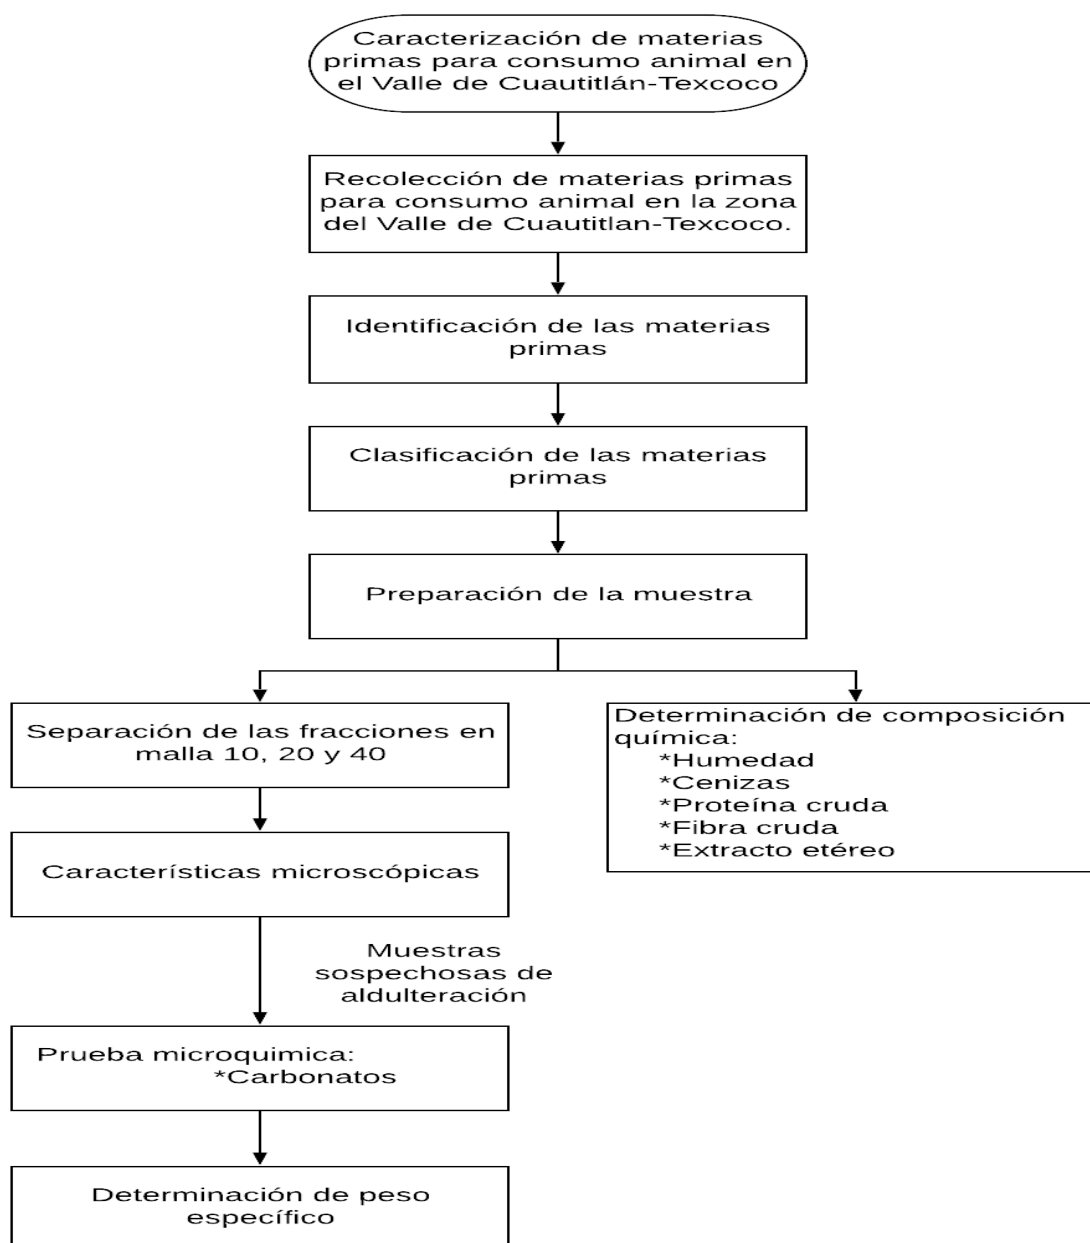 Caracterización de materias
primas para consumo animal en
el Valle de Cuautitlán-Texcoco
Recolección de materias primas
para consumo animal en la zona
del Valle de Cuautitlan-Texcoco.
Identificación de las materias
primas
Clasificación de las materias
primas
Preparación de la muestra
Separación de las fracciones en
malla 10, 20 y 40
Determinación de composición
química:
*Humedad
*Cenizas
*Proteína cruda
*Fibra cruda
*Extracto etéreo
Características microscópicas
Muestras
sospechosas de
aldulteración
Prueba microquimica:
*Carbonatos
Determinación de peso
específico